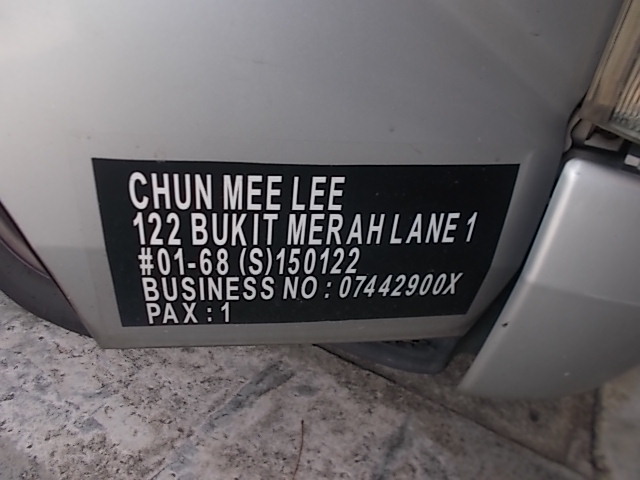 CHUN MEE LEE
122 BUKIT MERAH LANE 1
#01-68 (S)150122
BUSINESS NO : 07442900X
PAX : 1